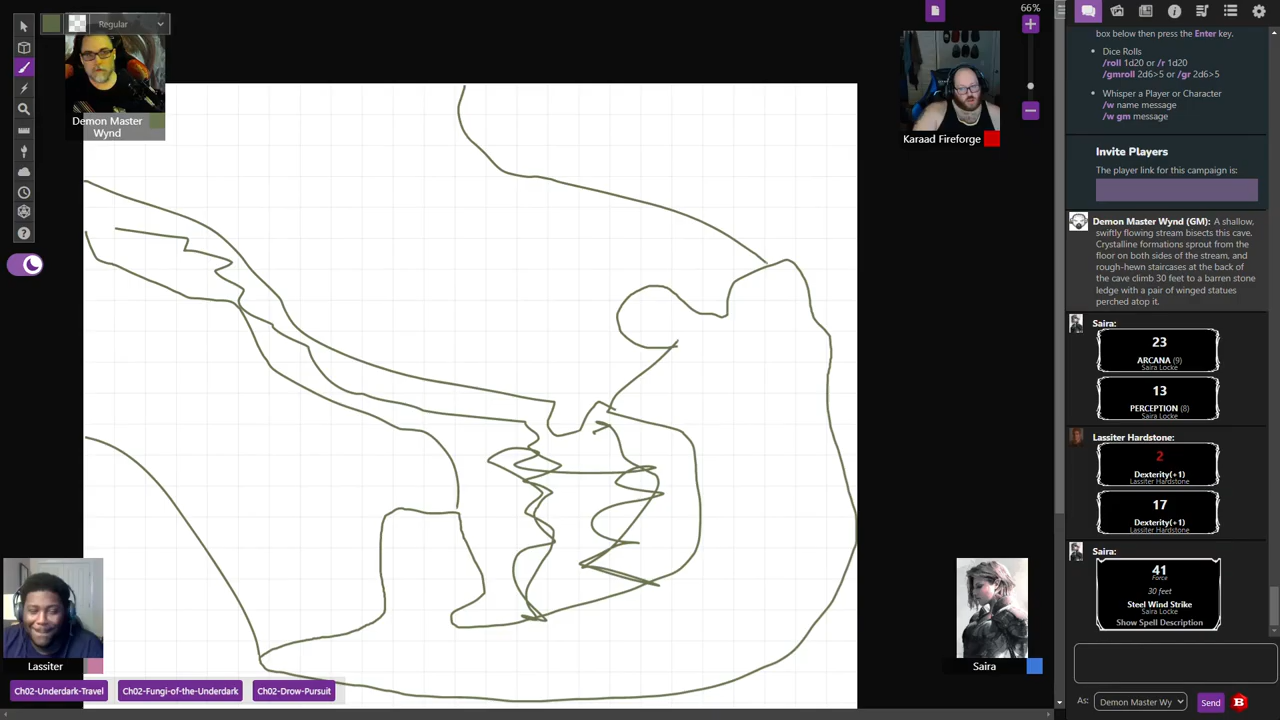 Regular
Demon Master
Wynd
66%
Karaad Fireforge
Lassiter
Saira
Ch02-Underdark-Travel
Ch02-Fungi-of-the-Underdark
Ch02-Drow-Pursuit
box below then press the Enter key.
• Dice Rolls
/roll 1d20 or /r 1d20
/gmroll 2d6>5 or /gr 2d6>5
• Whisper a Player or Character
/w name message
/w gm message
Invite Players
The player link for this campaign is:
Demon Master Wynd (GM): A shallow,
swiftly flowing stream bisects this cave.
Crystalline formations sprout from the
floor on both sides of the stream, and
rough-hewn staircases at the back of
the cave climb 30 feet to a barren stone
ledge with a pair of winged statues
perched atop it.
Saira:
23
ARCANA (9)
Saira Locke
13
PERCEPTION (8)
Saira Locke
Lassiter Hardstone:
2
Dexterity(+1)
Lassiter Hardstone
17
Dexterity(+1)
Lassiter Hardstone
Saira:
41
Force
30 feet
Steel Wind Strike
Saira Locke
Show Spell Description
As:
Demon Master Wy
Send